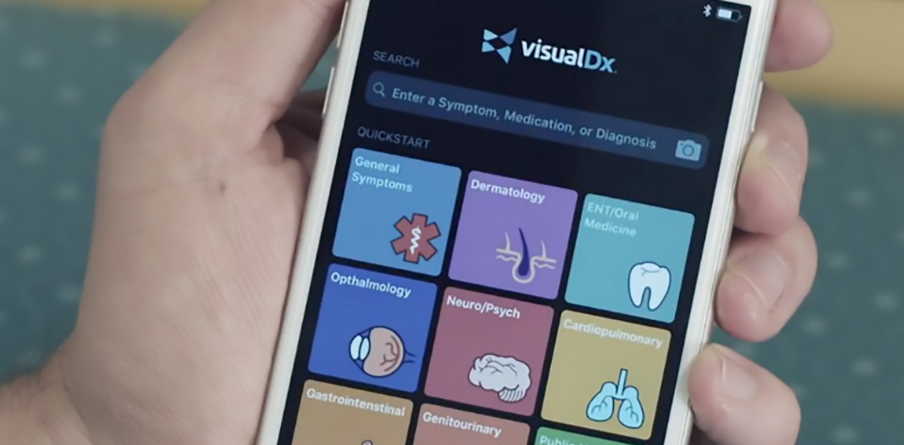 visualDx
SEARCH
Enter a Symptom, Medication, or Diagnosis
QUICKSTART
General
Symptoms
Dermatology
ENT/Oral
Medicine
Opthalmology
Neuro/Psych
Cardiopulmonary
Gastrointenstinal
Genitourinary